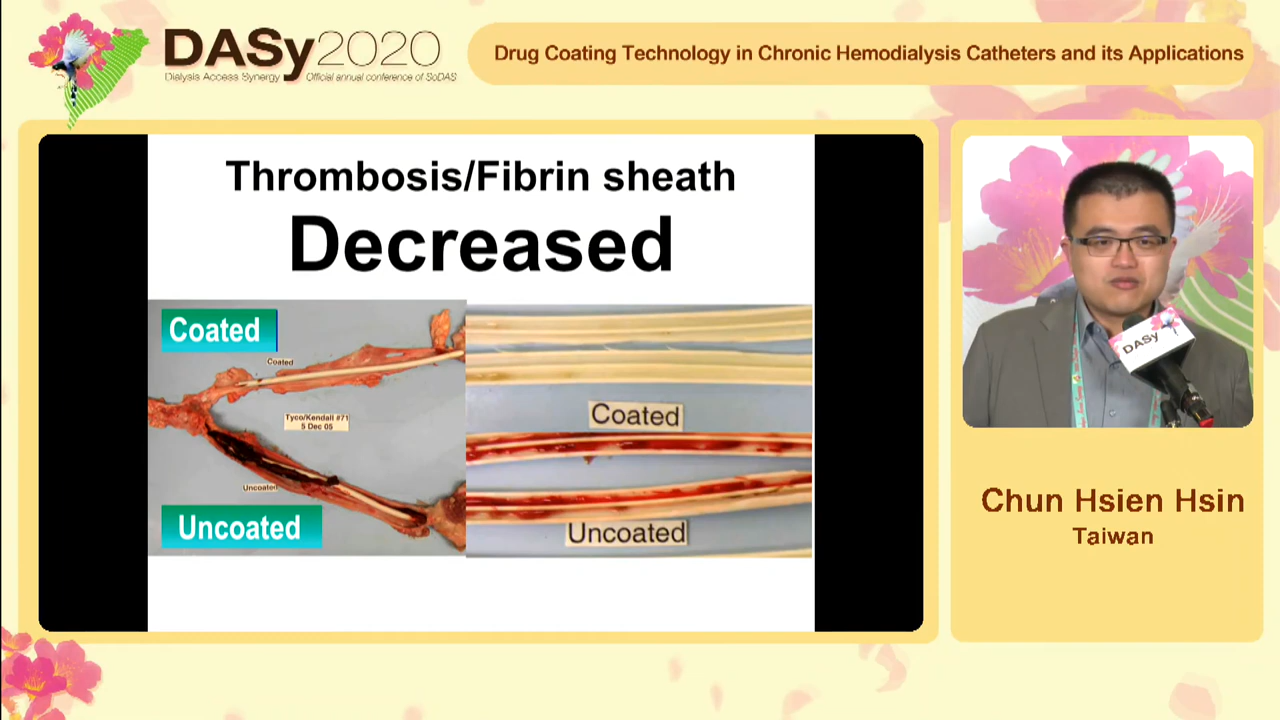 DASy2020
Dialysis Access Synergy Official annual conference of SoDAS
Drug Coating Technology in Chronic Hemodialysis Catheters and its Applications
Thrombosis/Fibrin sheath
Decreased
Coated
Coated
Tyco/Kendall #71
5 Dec 05
Uncoated
Uncoated
Coated
Uncoated
DASy
Chun Hsien Hsin
Taiwan